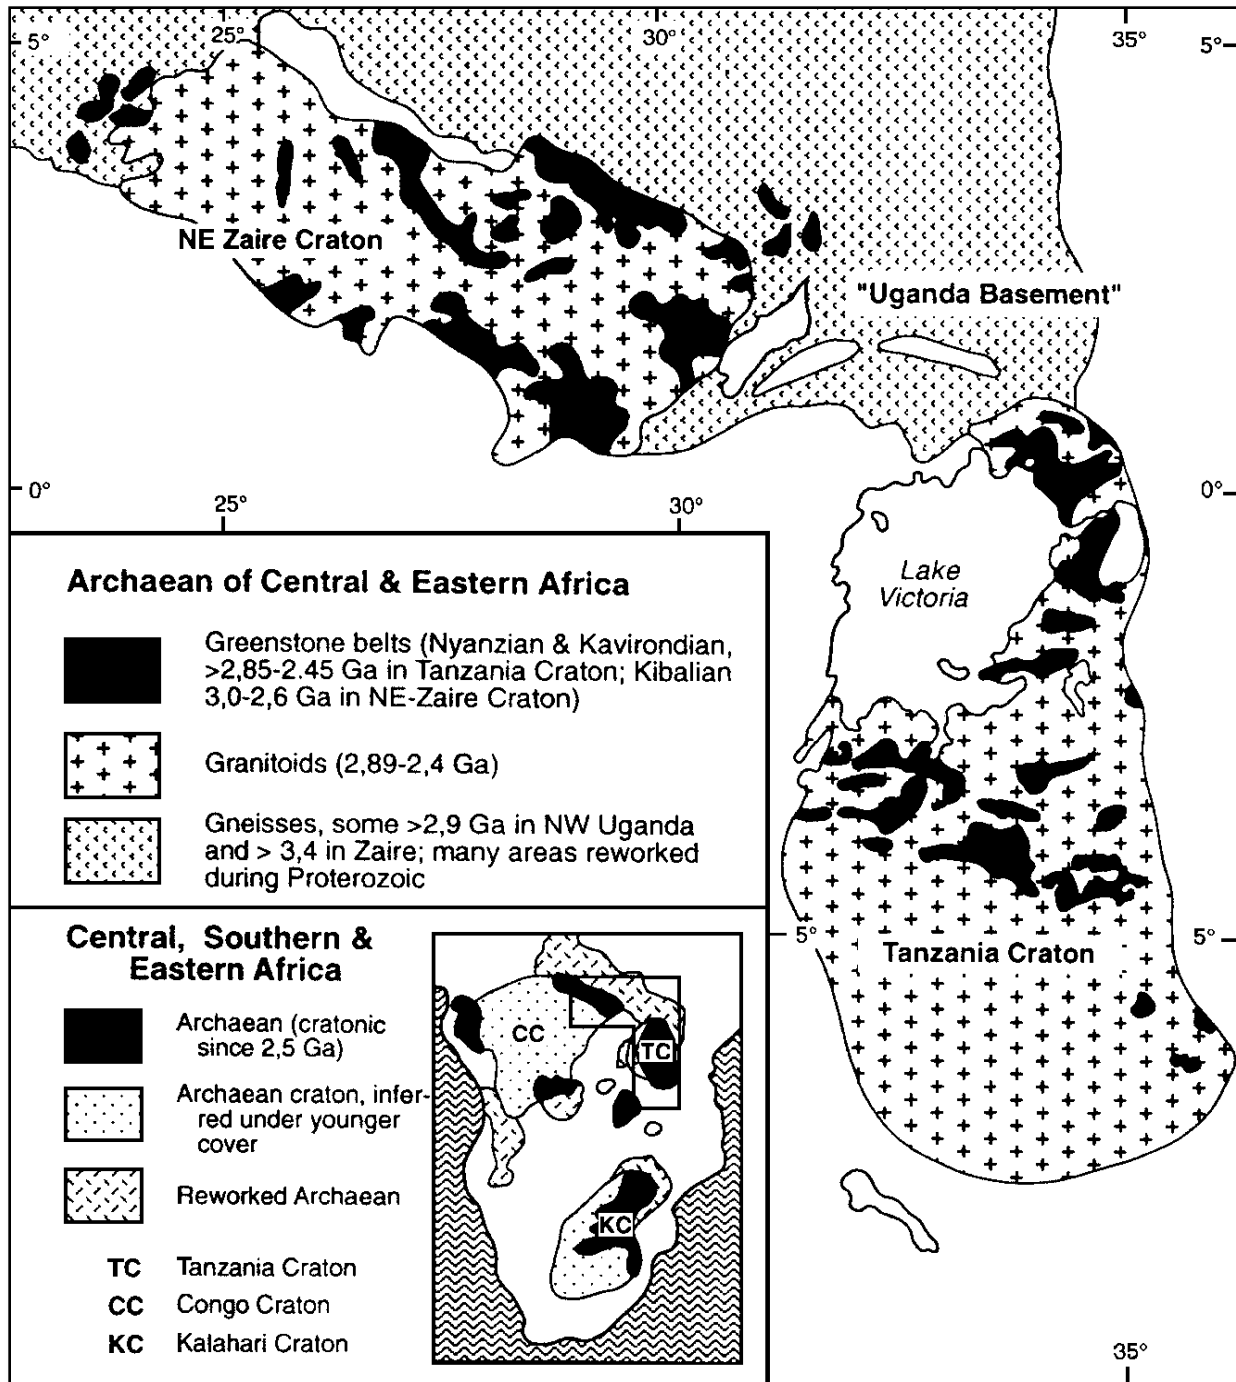 5°
25°
30°
35°
5°
NE Zaire Craton
"Uganda Basement"
0°
25°
30°
0°
Lake
Victoria
Archaean of Central & Eastern Africa
Greenstone belts (Nyanzian & Kavirondian,
>2,85-2.45 Ga in Tanzania Craton; Kibalian
3,0-2,6 Ga in NE-Zaire Craton)
Granitoids (2,89-2,4 Ga)
Gneisses, some >2,9 Ga in NW Uganda
and > 3,4 in Zaire; many areas reworked
during Proterozoic
5°
5°
Tanzania Craton
Central, Southern &
Eastern Africa
Archaean (cratonic
since 2,5 Ga)
Archaean craton, infer-
red under younger
cover
Reworked Archaean
TC Tanzania Craton
CC Congo Craton
KC Kalahari Craton
CC
TC
KC
35°